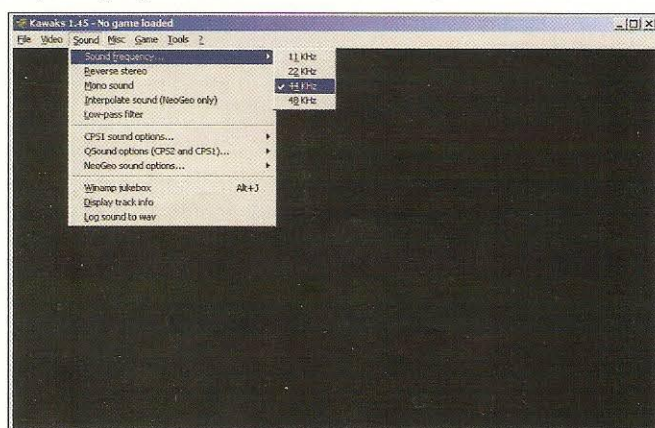 Kawaks 1.45 - No game loaded
File Video Sound Misc Game Tools ?
Sound frequency...
Reverse stereo
Mono sound
Interpolate sound (NeoGeo only)
Low-pass filter
CPS1 sound options...
QSound options (CPS2 and CPS1)...
NeoGeo sound options...
Winamp jukebox Alt+J
Display track info
Log sound to wav
11 KHz
22 KHz
44 KHz
48 KHz